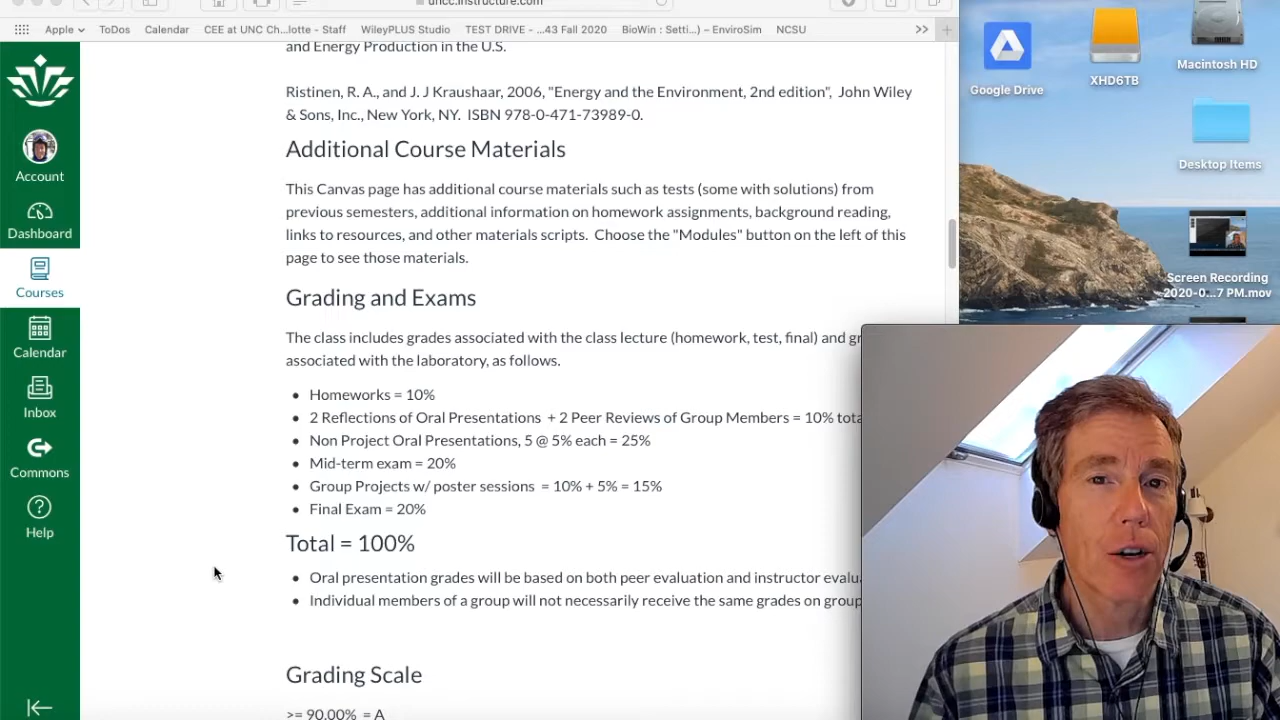 uncc.instructure.com
Apple
ToDos
Calendar
CEE at UNC Ch...lotte - Staff
WileyPLUS Studio
TEST DRIVE - ...43 Fall 2020
BioWin : Setti...) – EnviroSim
NCSU
Account
Dashboard
Courses
Calendar
Inbox
Commons
Help
and Energy Production in the U.S.
Ristinen, R. A., and J. J Kraushaar, 2006, "Energy and the Environment, 2nd edition", John Wiley
& Sons, Inc., New York, NY. ISBN 978-0-471-73989-0.
Additional Course Materials
This Canvas page has additional course materials such as tests (some with solutions) from
previous semesters, additional information on homework assignments, background reading,
links to resources, and other materials scripts. Choose the "Modules" button on the left of this
page to see those materials.
Grading and Exams
The class includes grades associated with the class lecture (homework, test, final) and gr
associated with the laboratory, as follows.
Homeworks = 10%
2 Reflections of Oral Presentations + 2 Peer Reviews of Group Members = 10% tota
Non Project Oral Presentations, 5 @ 5% each = 25%
Mid-term exam = 20%
Group Projects w/ poster sessions = 10% + 5% = 15%
Final Exam = 20%
Total = 100%
Oral presentation grades will be based on both peer evaluation and instructor evalu
Individual members of a group will not necessarily receive the same grades on group
Grading Scale
>= 90.00% = A
Google Drive
XHD6TB
Macintosh HD
Desktop Items
Screen Recording
2020-0...7 PM.mov